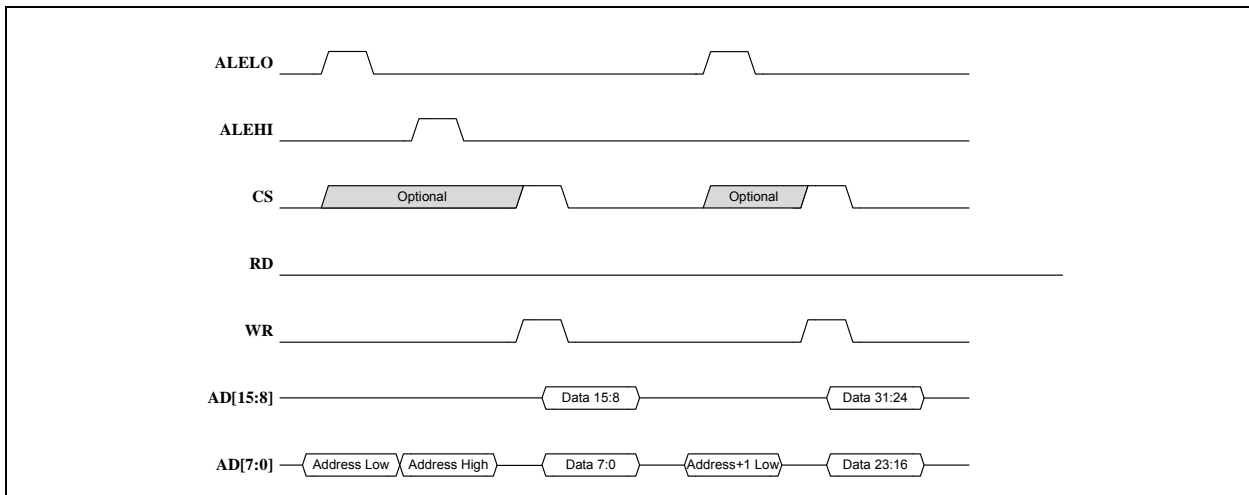 ALELO
ALEHI
CS Optional Optional
RD
WR
AD[15:8] Data 15:8 Data 31:24
AD[7:0] Address Low Address High Data 7:0 Address+1 Low Data 23:16